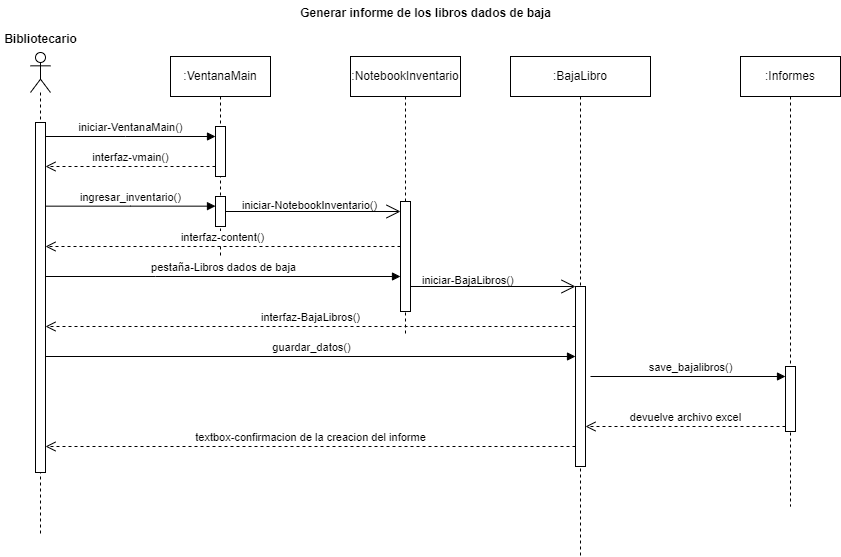 Generar informe de los libros dados de baja
Bibliotecario
:VentanaMain
:NotebookInventario
:BajaLibro
:Informes
iniciar-VentanaMain()
interfaz-vmain()
ingresar_inventario()
iniciar-NotebookInventario()
interfaz-content()
pestaña-Libros dados de baja
iniciar-BajaLibros()
interfaz-BajaLibros()
guardar_datos()
save_bajalibros()
devuelve archivo excel
textbox-confirmacion de la creacion del informe